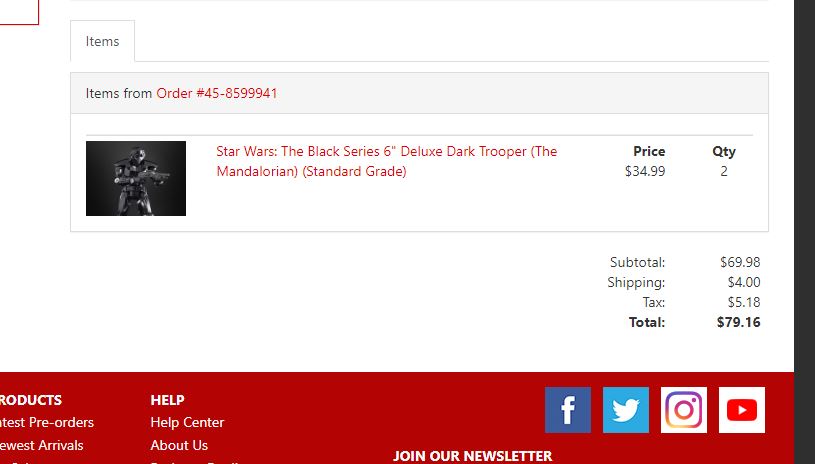 Items
Items from Order #45-8599941
Star Wars: The Black Series 6" Deluxe Dark Trooper (The
Mandalorian) (Standard Grade)
Price
$34.99
Qty
2
Subtotal: $69.98
Shipping: $4.00
Tax: $5.18
Total: $79.16
RODUCTS
atest Pre-orders
ewest Arrivals
HELP
Help Center
About Us
JOIN OUR NEWSLETTER